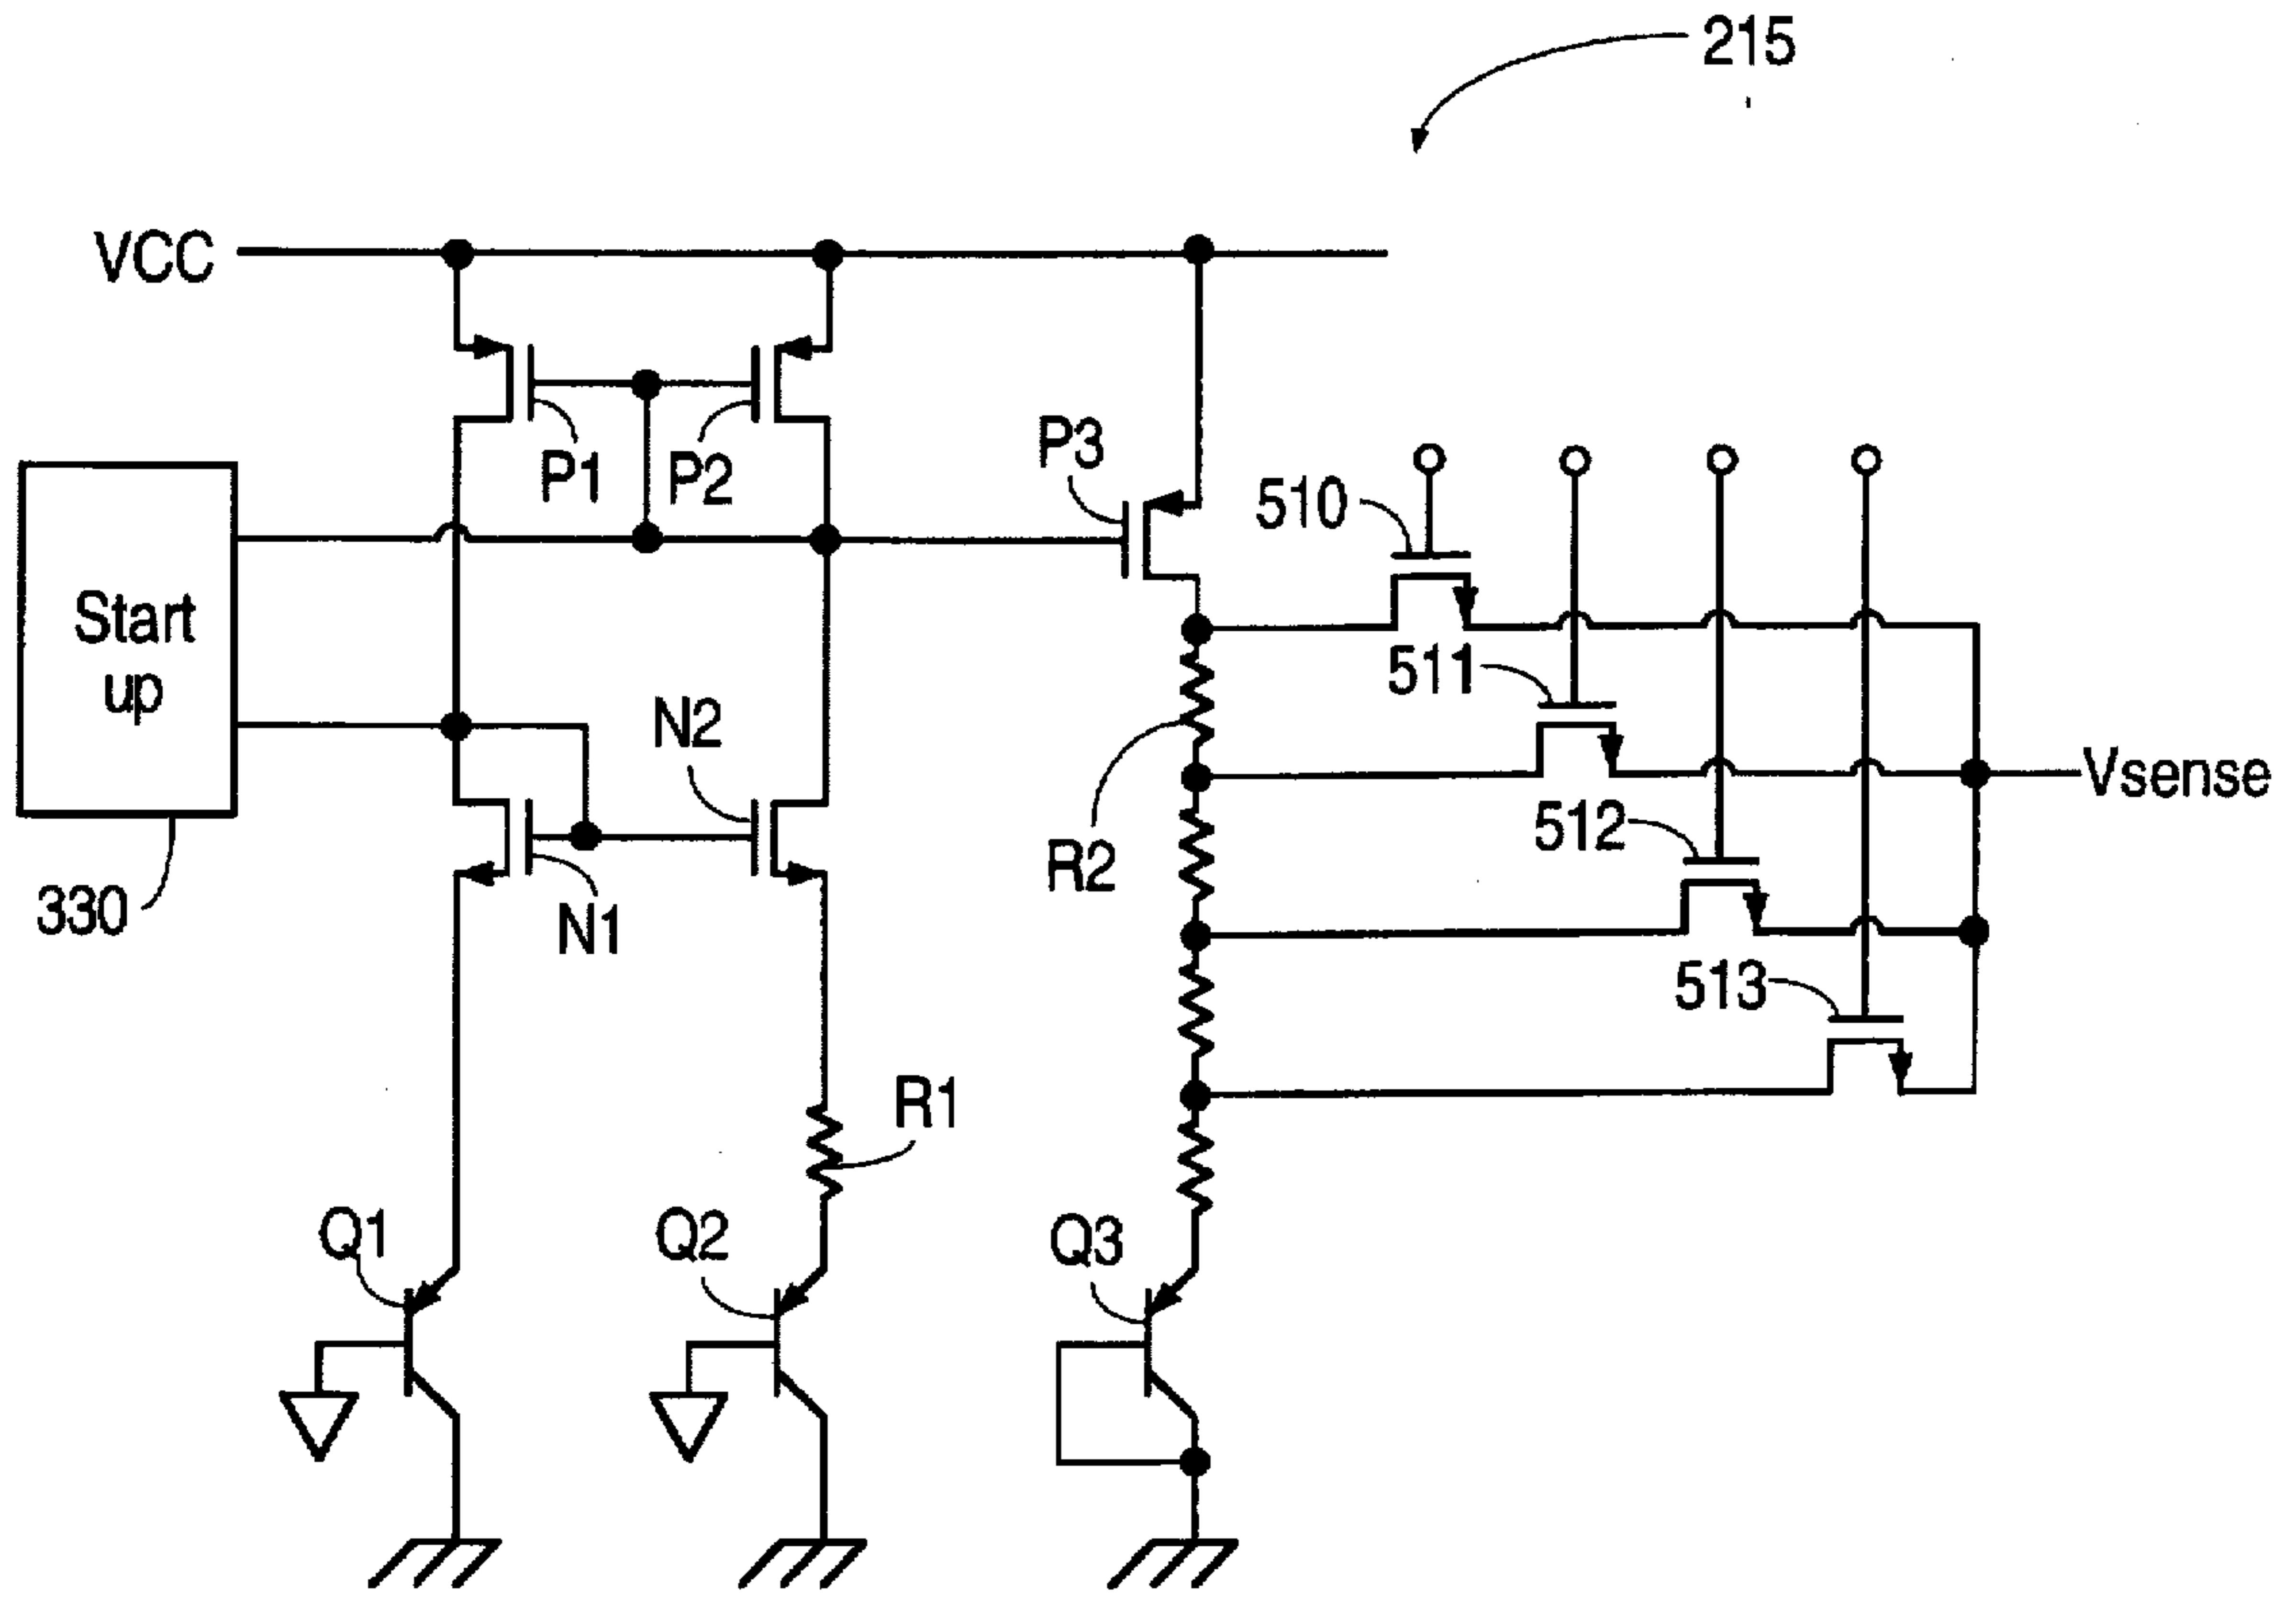 215
VCC
P1
P2
P3
510
Start
up
511
N2
Vsense
512
R2
330
N1
513
R1
Q1
Q2
Q3